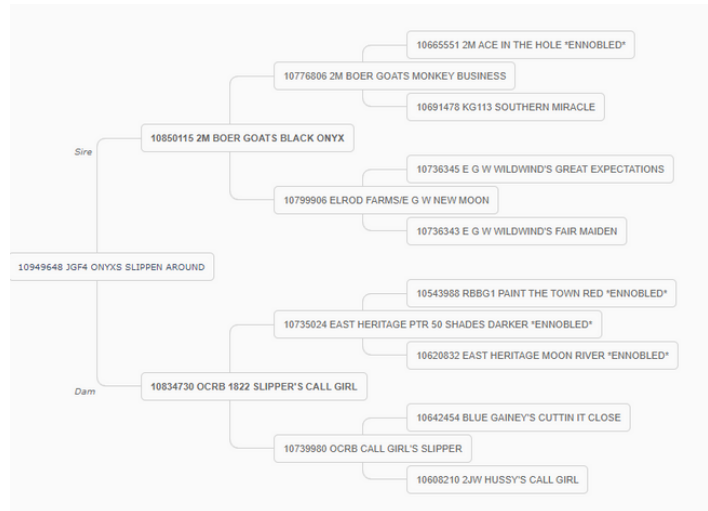 10665551 2M ACE IN THE HOLE *ENNOBLED*
10776806 2M BOER GOATS MONKEY BUSINESS
10691478 KG113 SOUTHERN MIRACLE
10850115 2M BOER GOATS BLACK ONYX
Sire
10736345 E G W WILDWIND'S GREAT EXPECTATIONS
10799906 ELROD FARMS/E G W NEW MOON
10736343 E G W WILDWIND'S FAIR MAIDEN
10949648 JGF4 ONYXS SLIPPEN AROUND
10543988 RBBG1 PAINT THE TOWN RED *ENNOBLED*
10735024 EAST HERITAGE PTR 50 SHADES DARKER *ENNOBLED*
10620832 EAST HERITAGE MOON RIVER *ENNOBLED*
10834730 OCRB 1822 SLIPPER'S CALL GIRL
Dam
10642454 BLUE GAINEY'S CUTTIN IT CLOSE
10739980 OCRB CALL GIRL'S SLIPPER
10608210 2JW HUSSY'S CALL GIRL